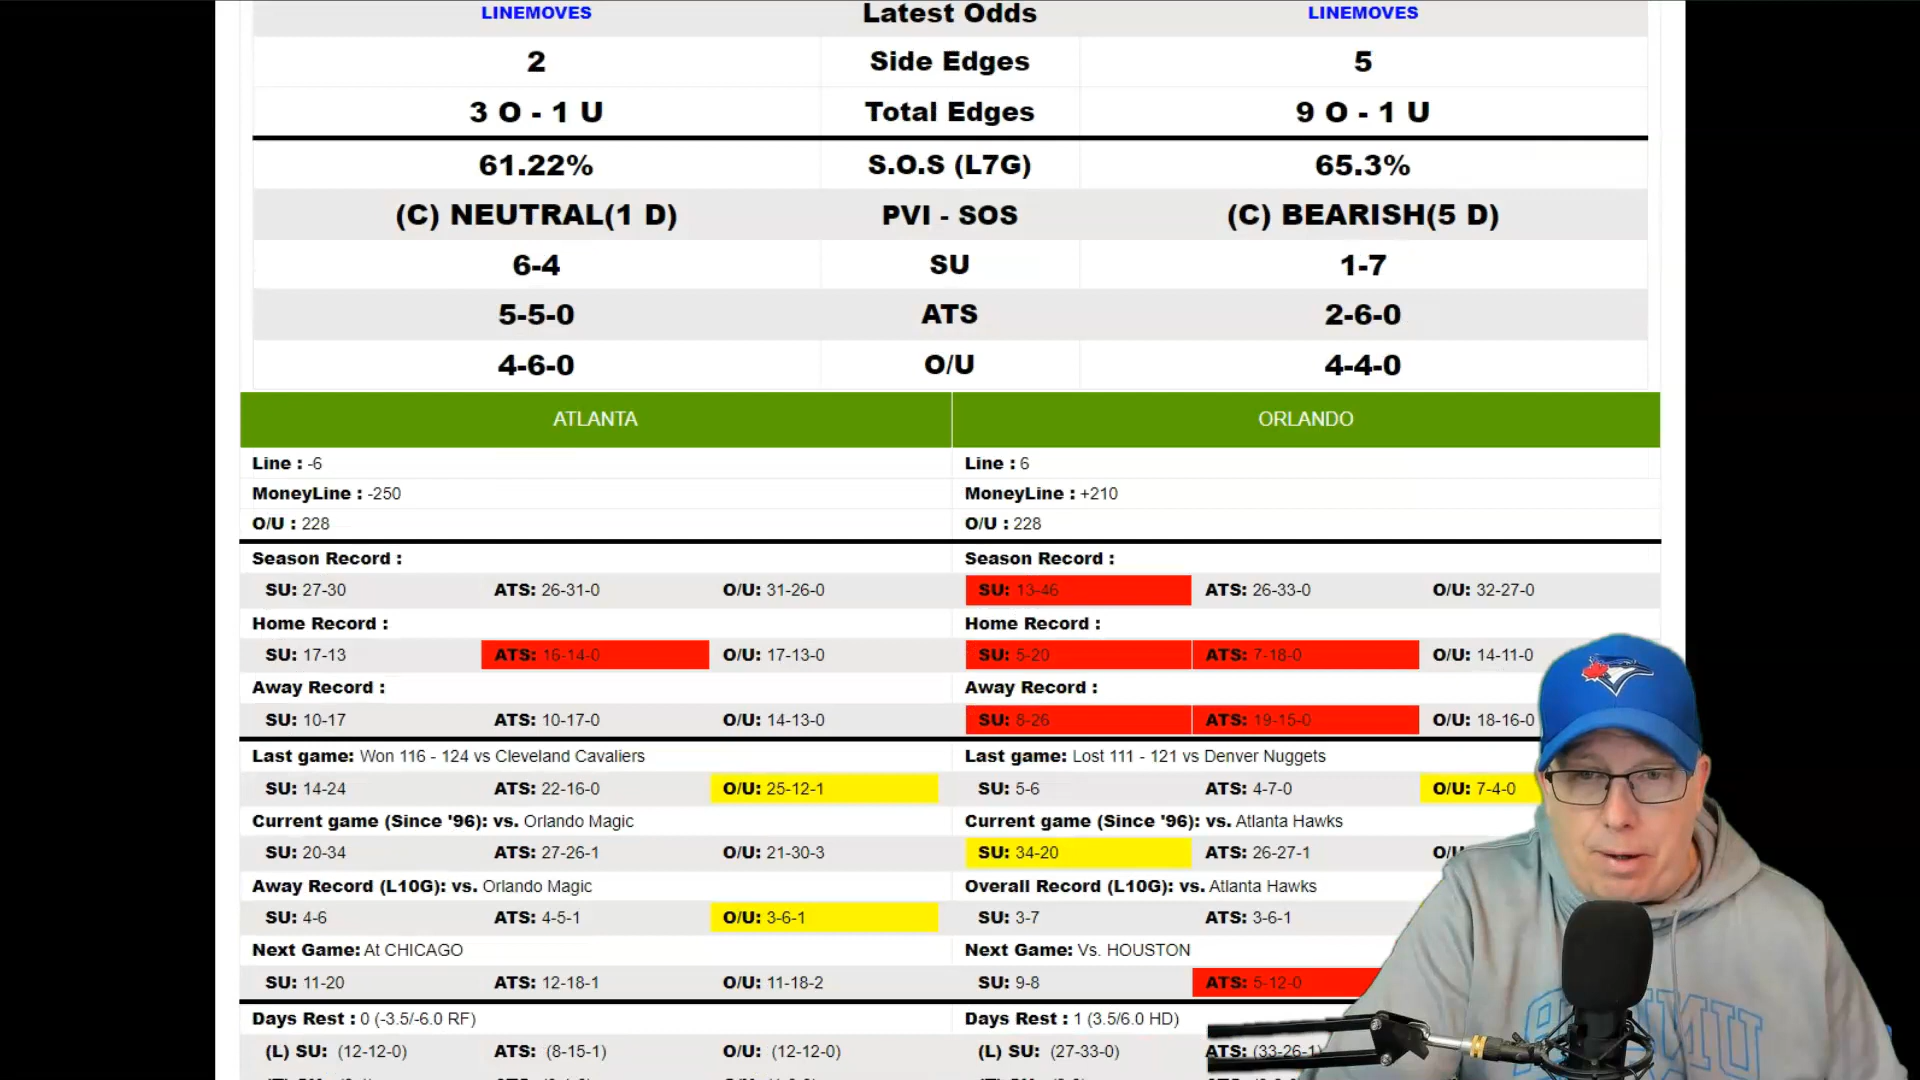 LINEMOVES Latest Odds LINEMOVES
2 Side Edges 5
3 O - 1 U Total Edges 9 O - 1 U
61.22% S.O.S (L7G) 65.3%
(C) NEUTRAL(1 D) PVI - SOS (C) BEARISH(5 D)
6-4 SU 1-7
5-5-0 ATS 2-6-0
4-6-0 O/U 4-4-0
ATLANTA ORLANDO
Line : -6 Line : 6
MoneyLine : -250 MoneyLine : +210
O/U : 228 O/U : 228
Season Record : Season Record :
SU: 27-30 ATS: 26-31-0 O/U: 31-26-0 SU: 13-46 ATS: 26-33-0 O/U: 32-27-0
Home Record : Home Record :
SU: 17-13 ATS: 16-14-0 O/U: 17-13-0 SU: 5-20 ATS: 7-18-0 O/U: 14-11-0
Away Record : Away Record :
SU: 10-17 ATS: 10-17-0 O/U: 14-13-0 SU: 8-26 ATS: 19-15-0 O/U: 18-16-0
Last game: Won 116 - 124 vs Cleveland Cavaliers Last game: Lost 111 - 121 vs Denver Nuggets
SU: 14-24 ATS: 22-16-0 O/U: 25-12-1 SU: 5-6 ATS: 4-7-0 O/U: 7-4-0
Current game (Since '96): vs. Orlando Magic Current game (Since '96): vs. Atlanta Hawks
SU: 20-34 ATS: 27-26-1 O/U: 21-30-3 SU: 34-20 ATS: 26-27-1
Away Record (L10G): vs. Orlando Magic Overall Record (L10G): vs. Atlanta Hawks
SU: 4-6 ATS: 4-5-1 O/U: 3-6-1 SU: 3-7 ATS: 3-6-1
Next Game: At CHICAGO Next Game: Vs. HOUSTON
SU: 11-20 ATS: 12-18-1 O/U: 11-18-2 SU: 9-8 ATS: 5-12-0
Days Rest : 0 (-3.5/-6.0 RF) Days Rest : 1 (3.5/6.0 HD)
(L) SU: (12-12-0) ATS: (8-15-1) O/U: (12-12-0) (L) SU: (27-33-0) ATS: (33-26-1)